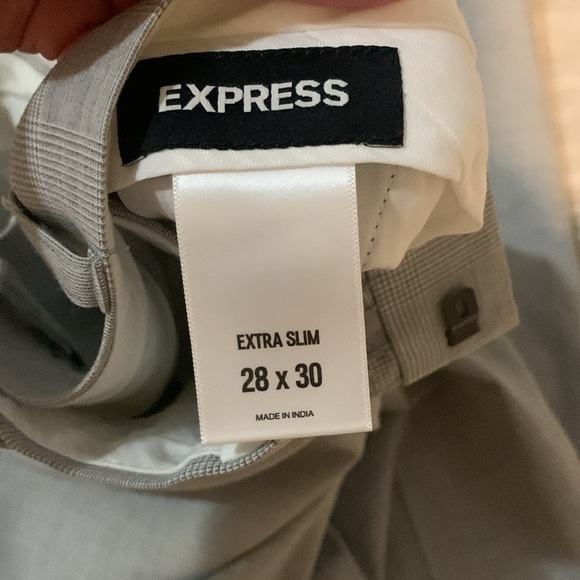 EXPRESS
EXTRA SLIM
28 x 30
MADE IN INDIA